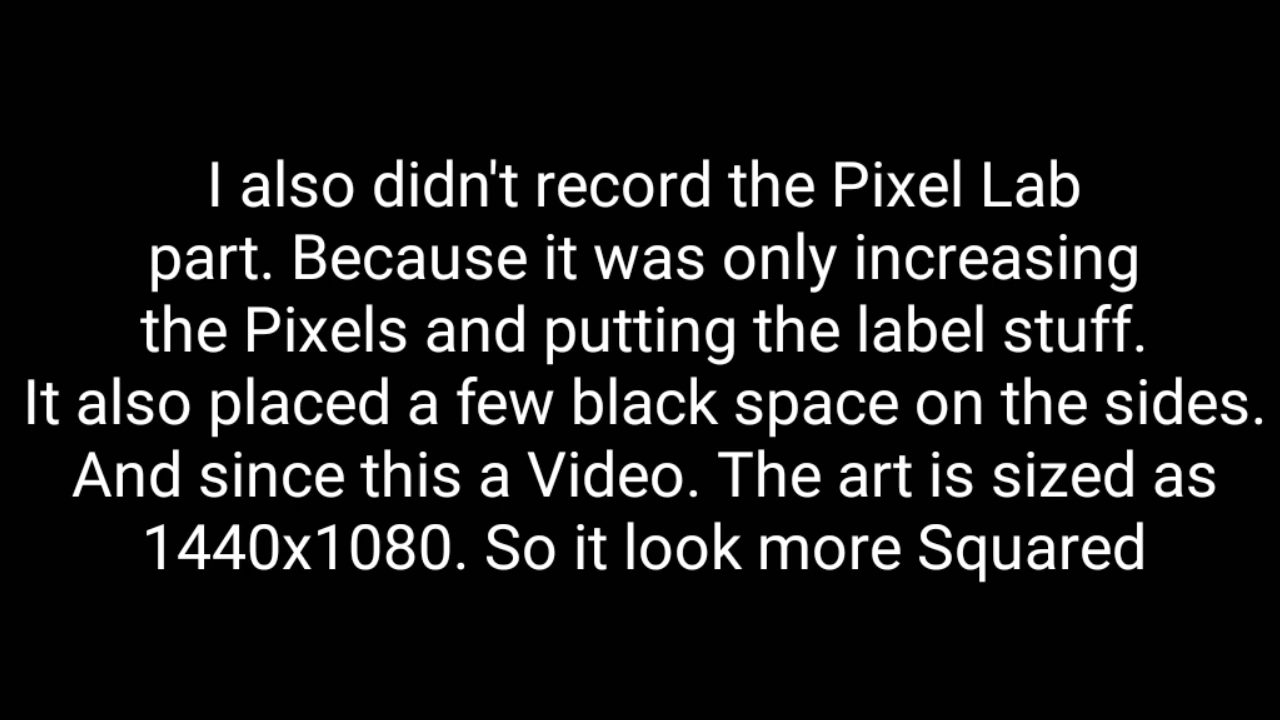 I also didn't record the Pixel Lab
part. Because it was only increasing
the Pixels and putting the label stuff.
It also placed a few black space on the sides.
And since this a Video. The art is sized as
1440x1080. So it look more Squared